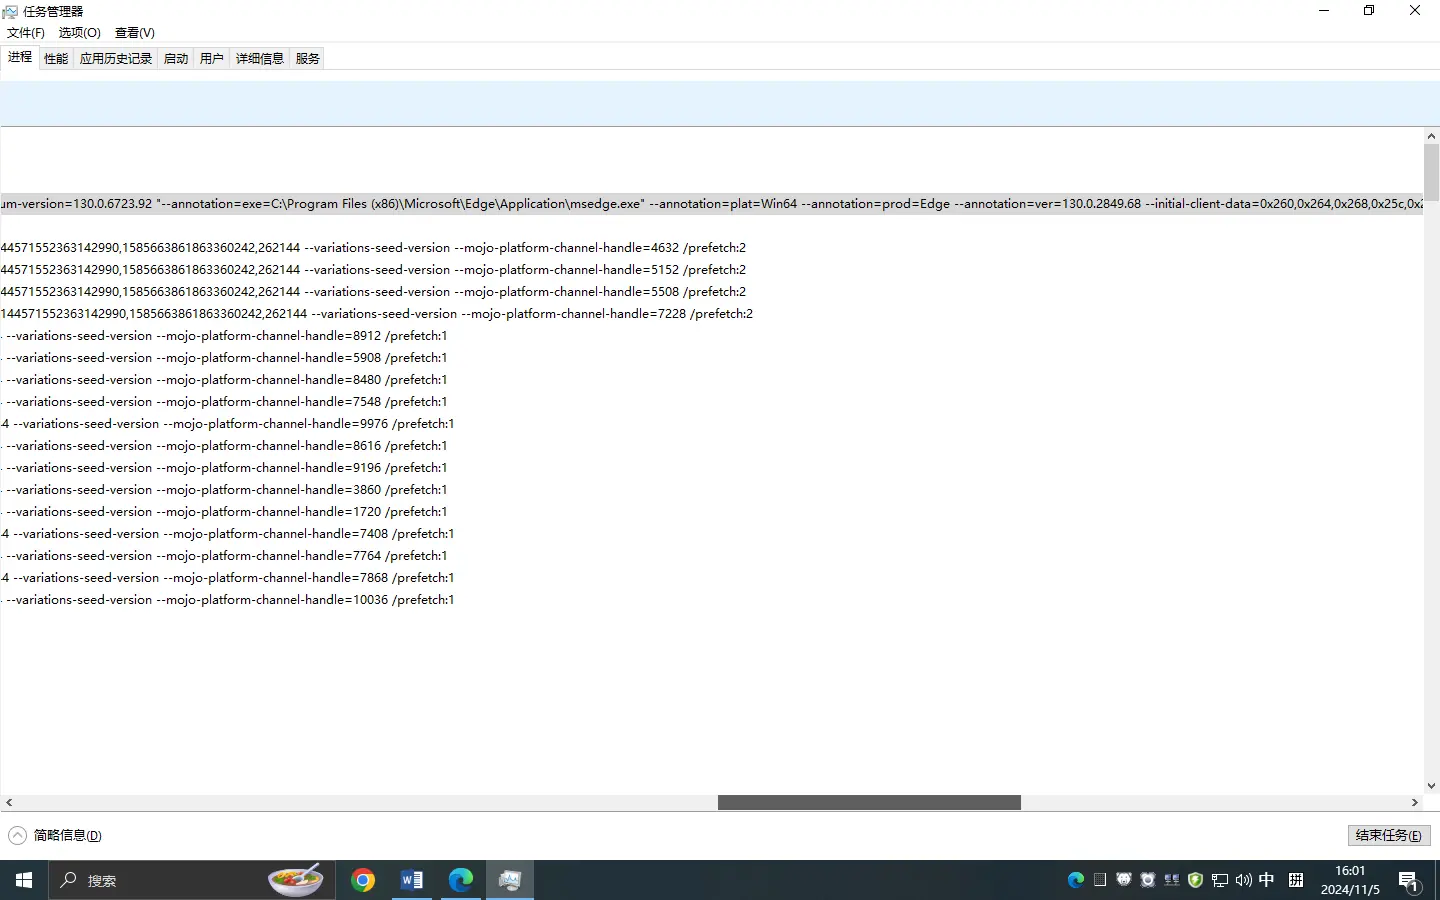 任务管理器
文件(F) 选项(O) 查看(V)
进程 性能 应用历史记录 启动 用户 详细信息 服务
um-version=130.0.6723.92 "--annotation=exe=C:\Program Files (x86)\Microsoft\Edge\Application\msedge.exe" --annotation=plat=Win64 --annotation=prod=Edge --annotation=ver=130.0.2849.68 --initial-client-data=0x260,0x264,0x268,0x25c,0x2
44571552363142990,1585663861863360242,262144 --variations-seed-version --mojo-platform-channel-handle=4632 /prefetch:2
44571552363142990,1585663861863360242,262144 --variations-seed-version --mojo-platform-channel-handle=5152 /prefetch:2
44571552363142990,1585663861863360242,262144 --variations-seed-version --mojo-platform-channel-handle=5508 /prefetch:2
144571552363142990,1585663861863360242,262144 --variations-seed-version --mojo-platform-channel-handle=7228 /prefetch:2
--variations-seed-version --mojo-platform-channel-handle=8912 /prefetch:1
--variations-seed-version --mojo-platform-channel-handle=5908 /prefetch:1
--variations-seed-version --mojo-platform-channel-handle=8480 /prefetch:1
--variations-seed-version --mojo-platform-channel-handle=7548 /prefetch:1
4 --variations-seed-version --mojo-platform-channel-handle=9976 /prefetch:1
--variations-seed-version --mojo-platform-channel-handle=8616 /prefetch:1
--variations-seed-version --mojo-platform-channel-handle=9196 /prefetch:1
--variations-seed-version --mojo-platform-channel-handle=3860 /prefetch:1
--variations-seed-version --mojo-platform-channel-handle=1720 /prefetch:1
4 --variations-seed-version --mojo-platform-channel-handle=7408 /prefetch:1
--variations-seed-version --mojo-platform-channel-handle=7764 /prefetch:1
4 --variations-seed-version --mojo-platform-channel-handle=7868 /prefetch:1
--variations-seed-version --mojo-platform-channel-handle=10036 /prefetch:1
简略信息(D) 结束任务(E)
搜索 中 拼 16:01
2024/11/5 1